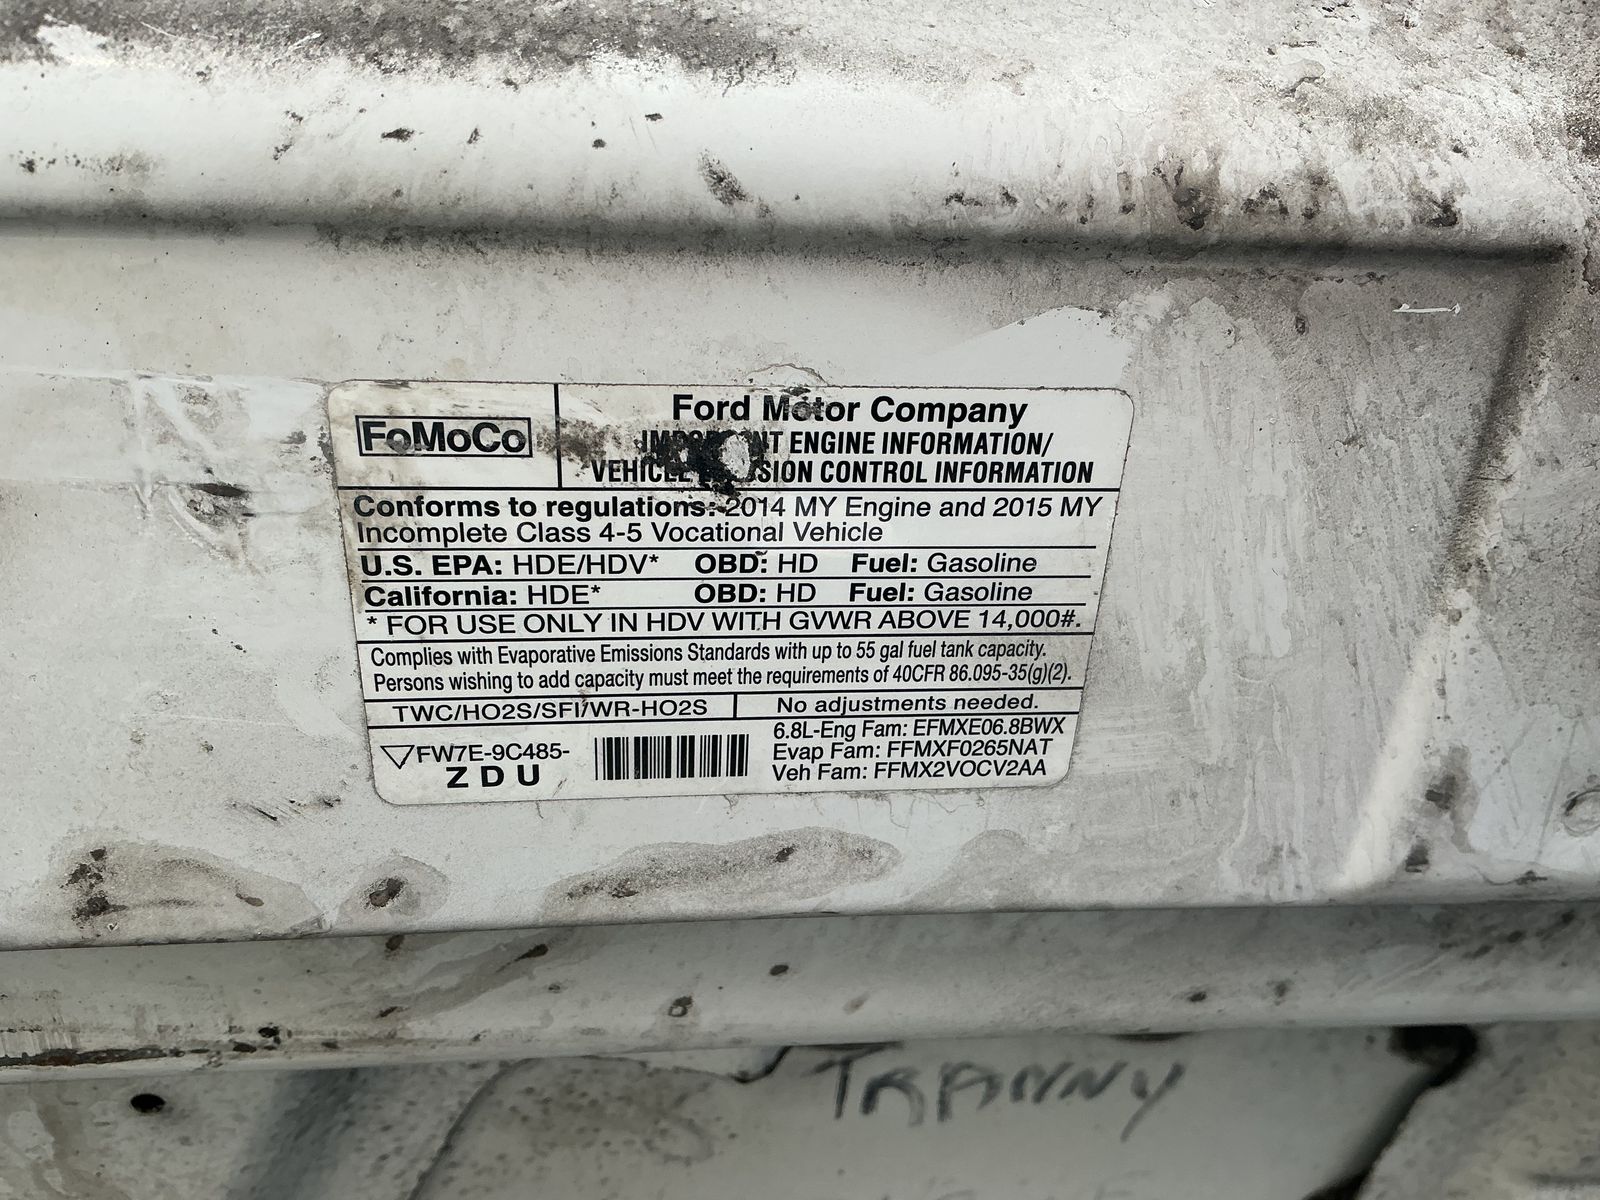 FoMoCo
Ford Motor Company
IMPORTANT ENGINE INFORMATION/
VEHICLE EMISSION CONTROL INFORMATION
Conforms to regulations: 2014 MY Engine and 2015 MY
Incomplete Class 4-5 Vocational Vehicle
U.S. EPA: HDE/HDV* OBD: HD Fuel: Gasoline
California: HDE* OBD: HD Fuel: Gasoline
* FOR USE ONLY IN HDV WITH GVWR ABOVE 14,000#.
Complies with Evaporative Emissions Standards with up to 55 gal fuel tank capacity.
Persons wishing to add capacity must meet the requirements of 40CFR 86.095-35(g)(2).
TWC/HO2S/SFI/WR-HO2S No adjustments needed.
FW7E-9C485-
ZDU
6.8L-Eng Fam: EFMXE06.8BWX
Evap Fam: FFMXF0265NAT
Veh Fam: FFMX2VOCV2AA
TRANNY